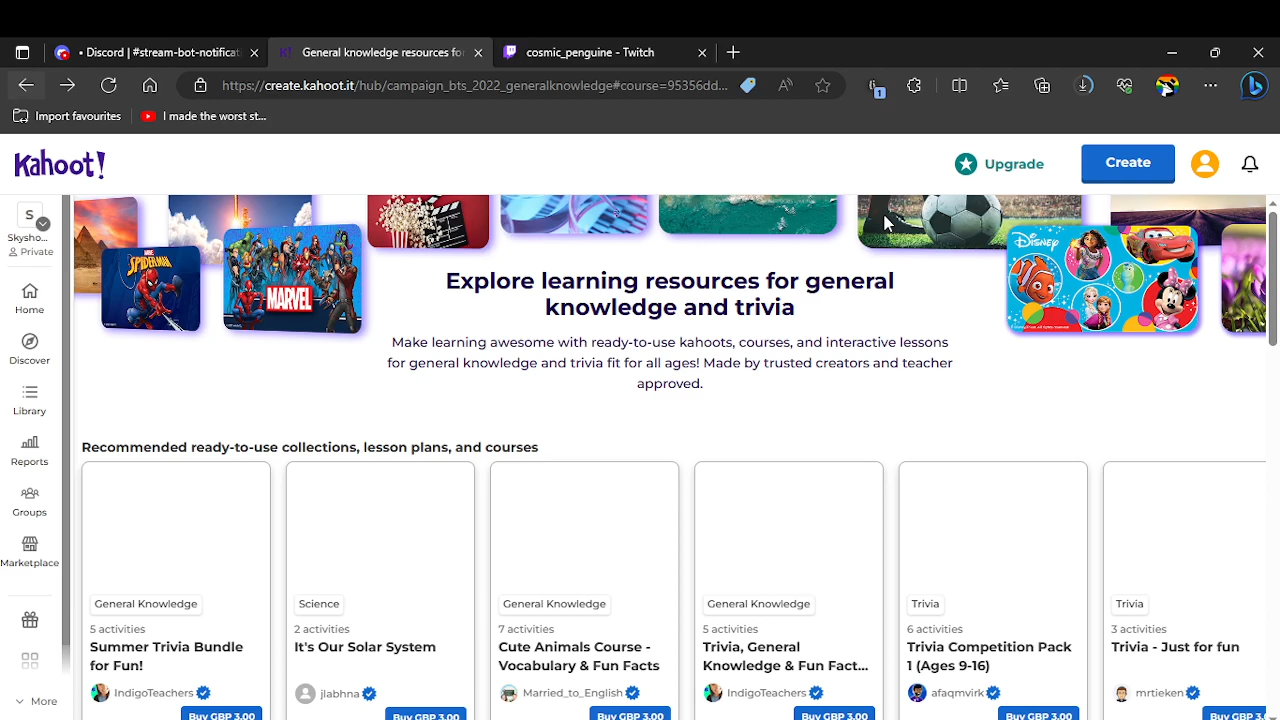 • Discord | #stream-bot-notificat
General knowledge resources for
cosmic_penguine - Twitch
https://create.kahoot.it/hub/campaign_bts_2022_generalknowledge#course=95356dd...
1
Import favourites
I made the worst st...
Kahoot!
Upgrade
Create
S
Skysho...
Private
Home
Discover
Library
Reports
Groups
Marketplace
More
SPIDER-MAN
MARVEL
Disney
Explore learning resources for general
knowledge and trivia
Make learning awesome with ready-to-use kahoots, courses, and interactive lessons
for general knowledge and trivia fit for all ages! Made by trusted creators and teacher
approved.
Recommended ready-to-use collections, lesson plans, and courses
General Knowledge
5 activities
Summer Trivia Bundle
for Fun!
IndigoTeachers
Buy GBP 3.00
Science
2 activities
It's Our Solar System
jlabhna
Buy GBP 3.00
General Knowledge
7 activities
Cute Animals Course -
Vocabulary & Fun Facts
Married_to_English
Buy GBP 3.00
General Knowledge
5 activities
Trivia, General
Knowledge & Fun Fact...
IndigoTeachers
Buy GBP 3.00
Trivia
6 activities
Trivia Competition Pack
1 (Ages 9-16)
afaqmvirk
Buy GBP 3.00
Trivia
3 activities
Trivia - Just for fun
mrtieken
Buy GBP 3.0